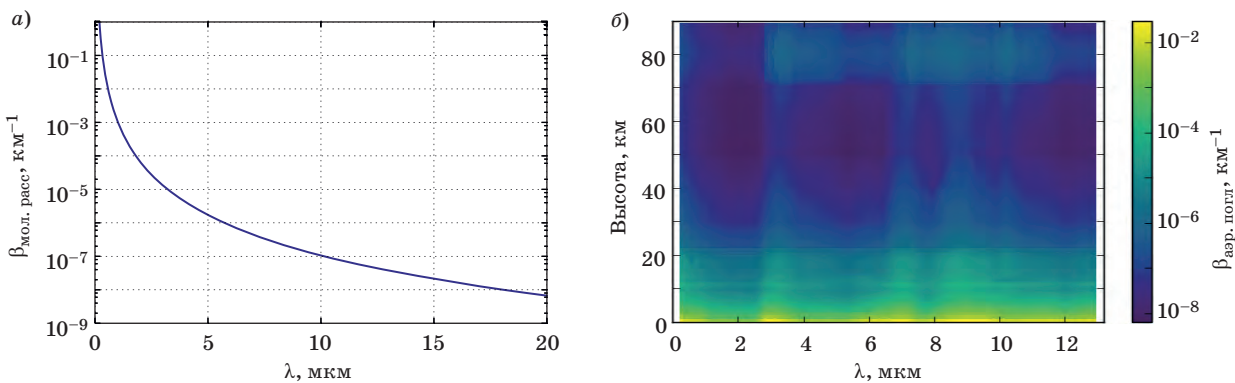 а)
10⁻¹
10⁻³
10⁻⁵
10⁻⁷
10⁻⁹
βмол. расс, км⁻¹
0 5 10 15 20
λ, мкм
б)
80
60
40
20
0
Высота, км
0 2 4 6 8 10 12
λ, мкм
10⁻²
10⁻⁴
10⁻⁶
10⁻⁸
βаэр. погл, км⁻¹